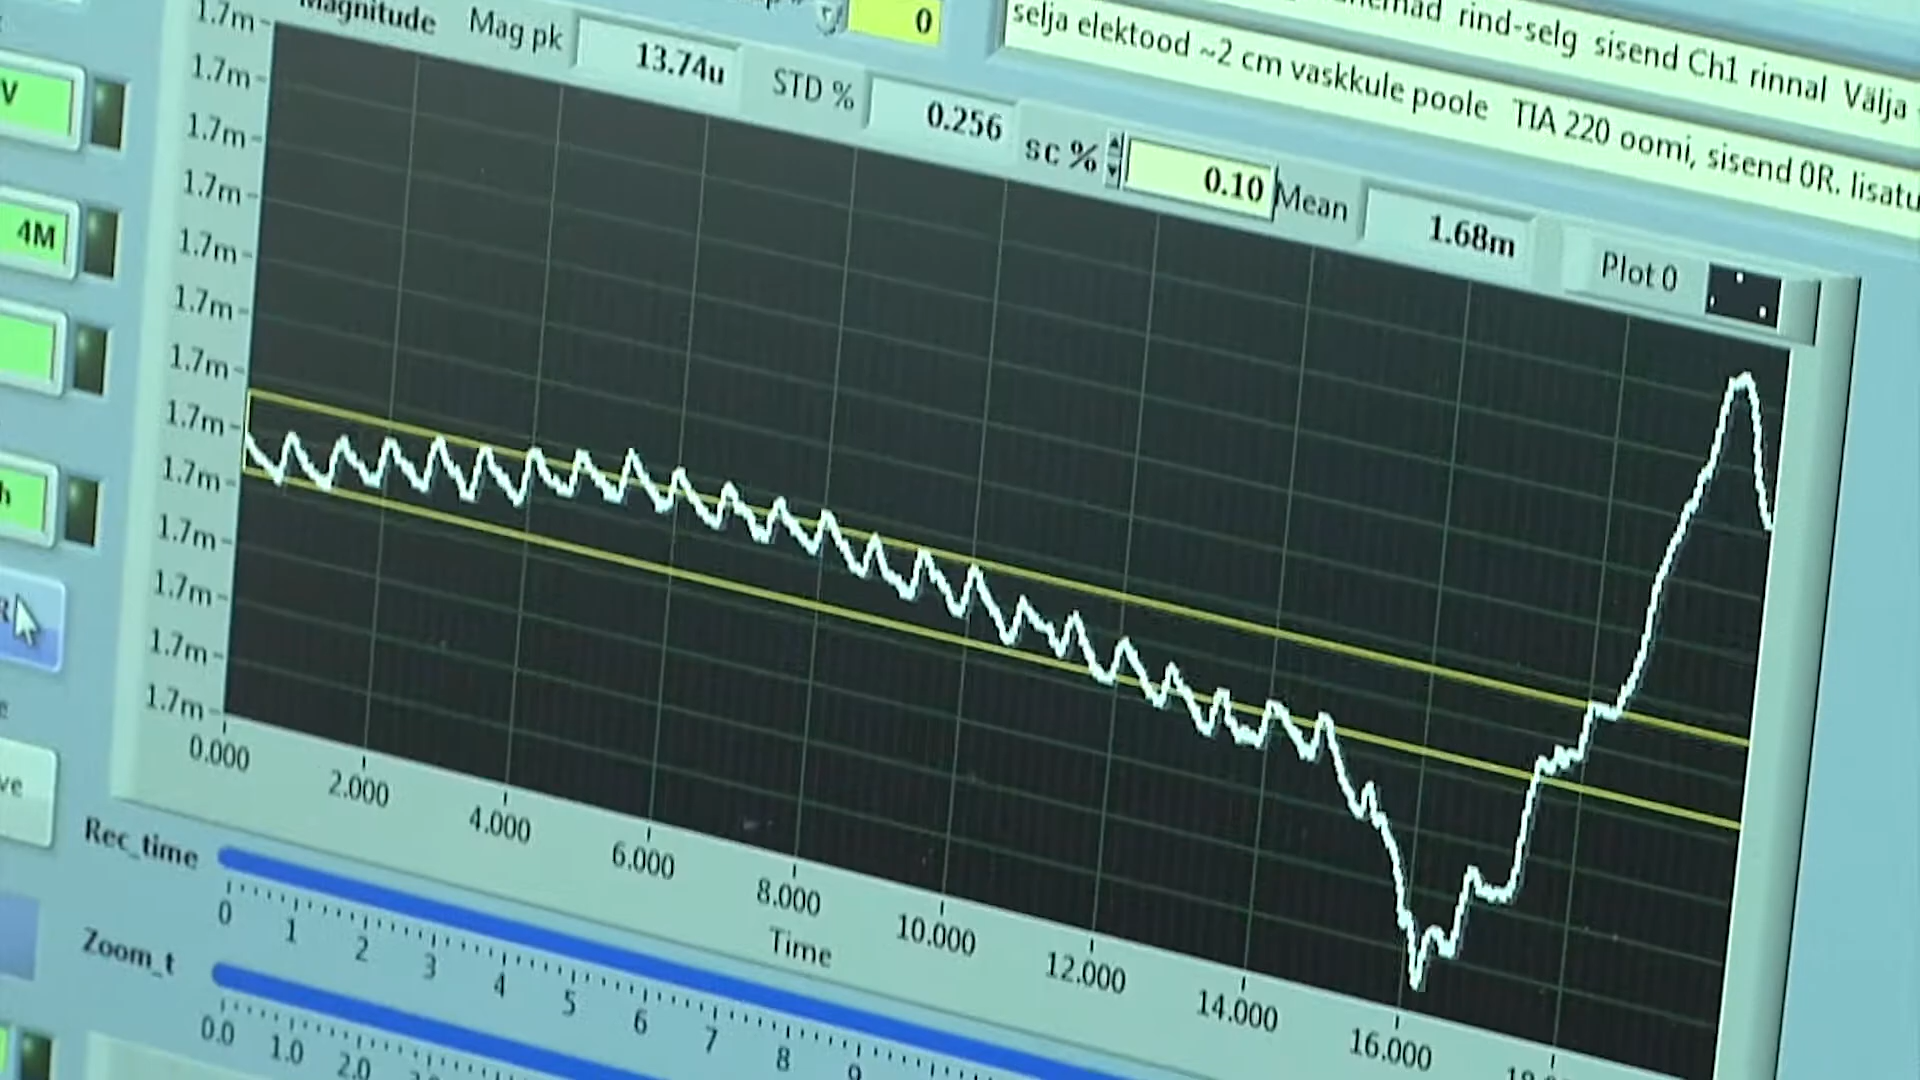 rind-selg sisend Ch1 rinnal Välja
selja elektood ~2 cm vaskkule poole TIA 220 oomi, sisend 0R. lisatu
0
Magnitude Mag pk 13.74u STD % 0.256 sc % 0.10 Mean 1.68m Plot 0
1.7m
1.7m
1.7m
1.7m
1.7m
1.7m
1.7m
1.7m
1.7m
1.7m
1.7m
1.7m
1.7m
V
4M
h
R
ve
0.000 2.000 4.000 6.000 8.000 10.000 12.000 14.000 16.000
Time
Rec_time
0 1 2 3 4 5 6 7 8 9
Zoom_t
0.0 1.0 2.0